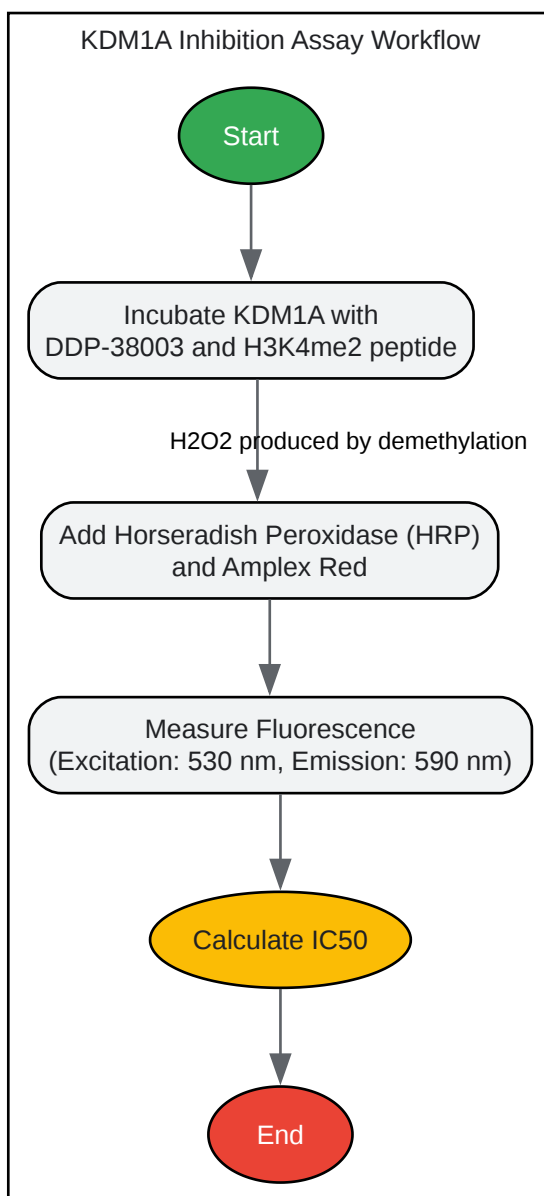 KDM1A Inhibition Assay Workflow
Start
Incubate KDM1A with
DDP-38003 and H3K4me2 peptide
H2O2 produced by demethylation
Add Horseradish Peroxidase (HRP)
and Amplex Red
Measure Fluorescence
(Excitation: 530 nm, Emission: 590 nm)
Calculate IC50
End